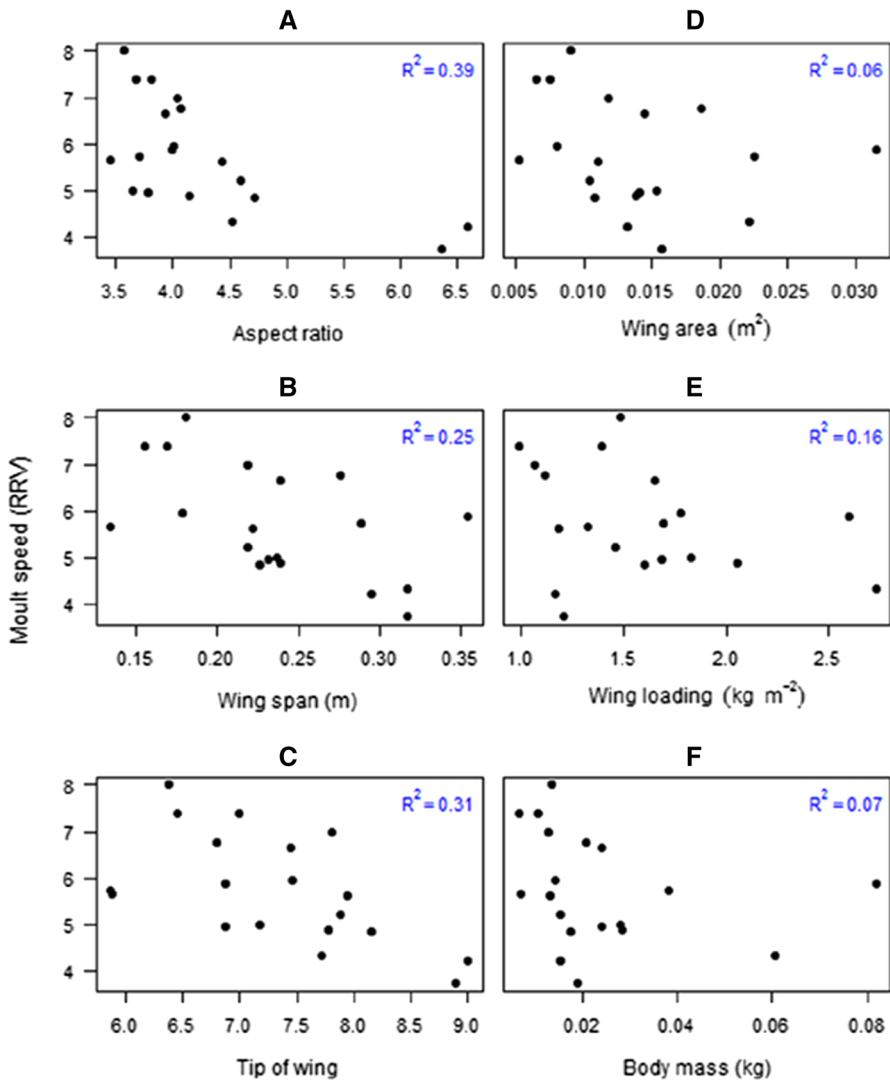 A
R² = 0.39
8
7
6
5
4
3.5 4.0 4.5 5.0 5.5 6.0 6.5
Aspect ratio
D
R² = 0.06
0.005 0.010 0.015 0.020 0.025 0.030
Wing area (m²)
Moult speed (RRV)
B
R² = 0.25
8
7
6
5
4
0.15 0.20 0.25 0.30 0.35
Wing span (m)
E
R² = 0.16
1.0 1.5 2.0 2.5
Wing loading (kg m⁻²)
C
R² = 0.31
8
7
6
5
4
6.0 6.5 7.0 7.5 8.0 8.5 9.0
Tip of wing
F
R² = 0.07
0.02 0.04 0.06 0.08
Body mass (kg)